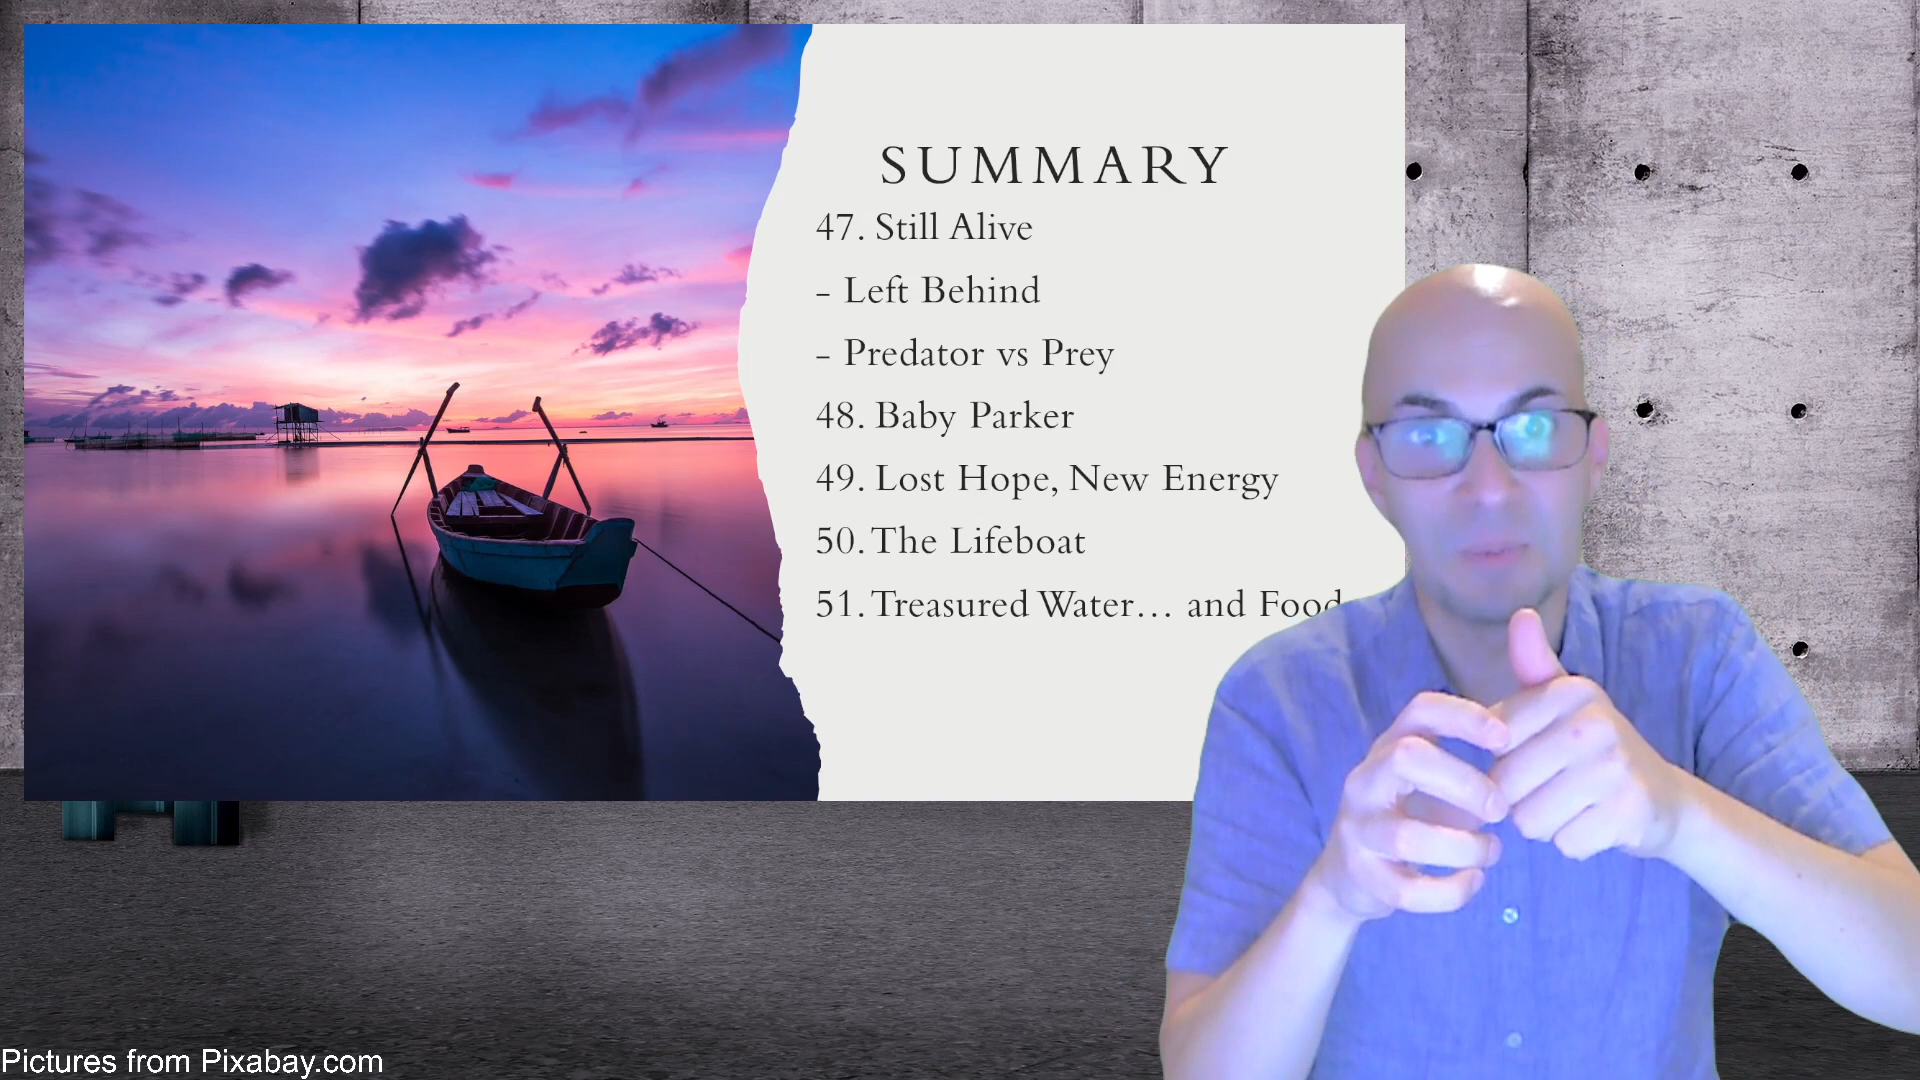 SUMMARY
47. Still Alive
- Left Behind
- Predator vs Prey
48. Baby Parker
49. Lost Hope, New Energy
50. The Lifeboat
51. Treasured Water... and Food
Pictures from Pixabay.com